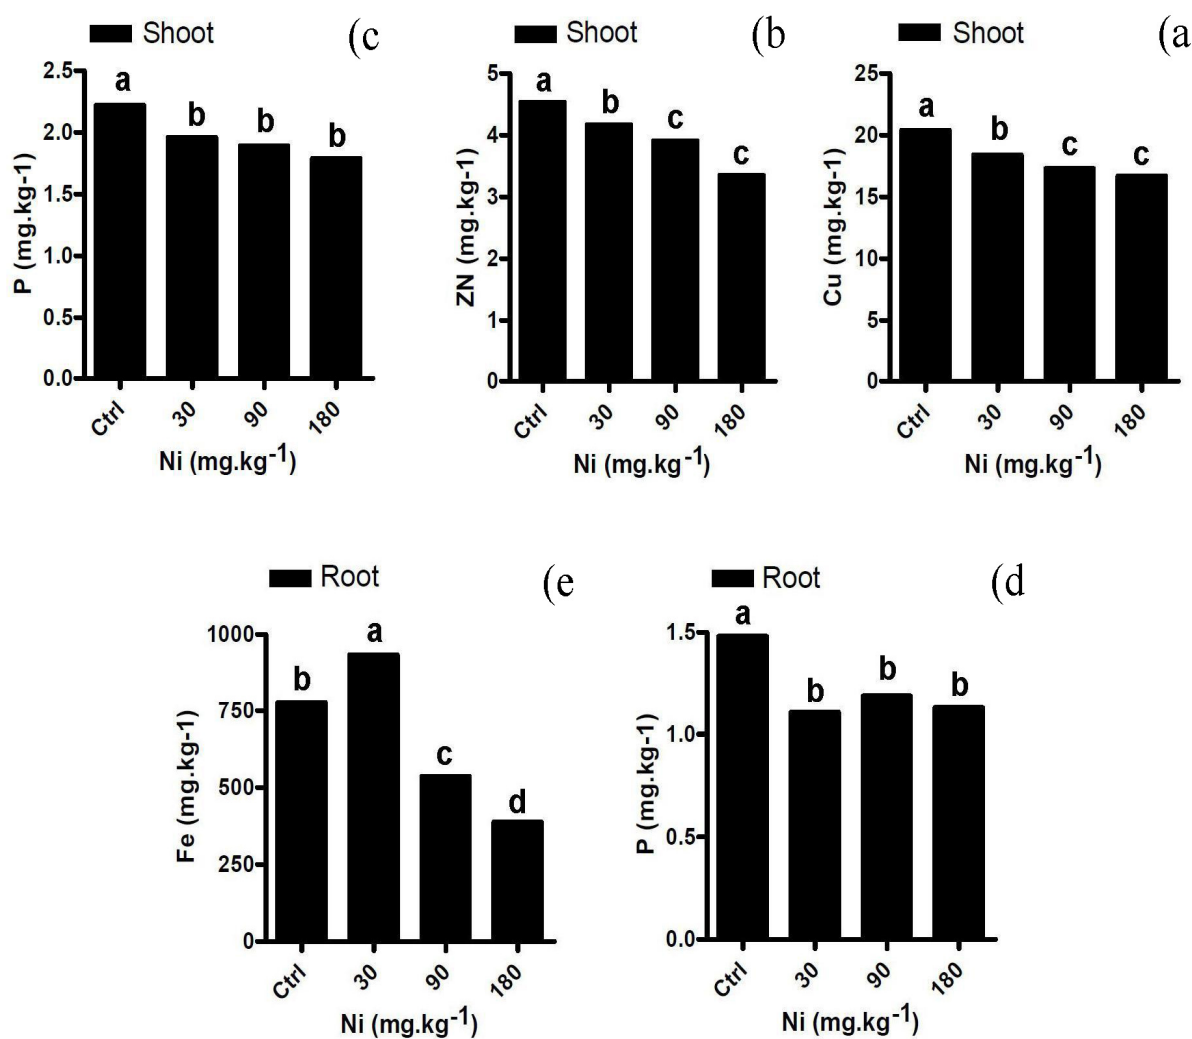 Shoot (c
a
b
b
b
2.5
2.0
1.5
1.0
0.5
0.0
P (mg.kg-1)
Ctrl 30 90 180
Ni (mg.kg-1)
Shoot (b
a
b
c
c
5
4
3
2
1
0
ZN (mg.kg-1)
Ctrl 30 90 180
Ni (mg.kg-1)
Shoot (a
a
b
c
c
25
20
15
10
5
0
Cu (mg.kg-1)
Ctrl 30 90 180
Ni (mg.kg-1)
Root (e
b
a
c
d
1000
750
500
250
0
Fe (mg.kg-1)
Ctrl 30 90 180
Ni (mg.kg-1)
Root (d
a
b
b
b
1.5
1.0
0.5
0.0
P (mg.kg-1)
Ctrl 30 90 180
Ni (mg.kg-1)